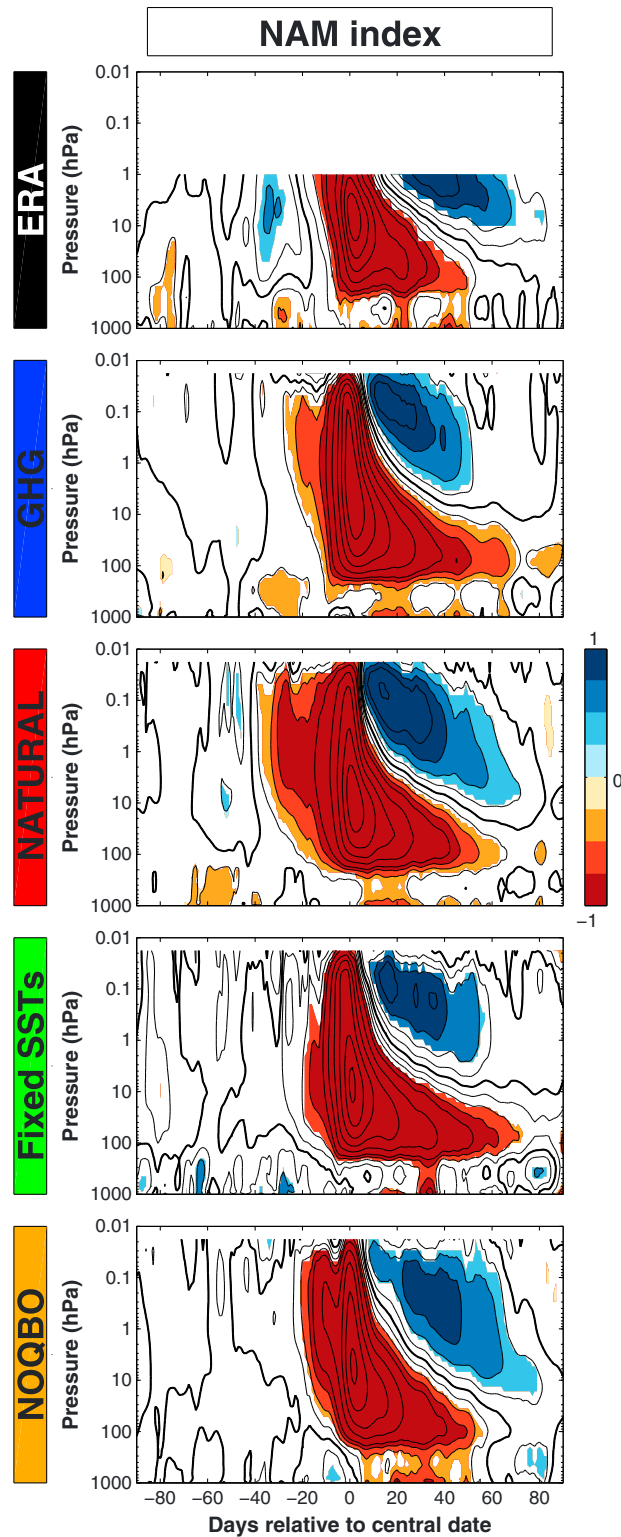 NAM index
ERA
Pressure (hPa)
0.01
0.1
1
10
100
1000
GHG
Pressure (hPa)
0.01
0.1
1
10
100
1000
NATURAL
Pressure (hPa)
0.01
0.1
1
10
100
1000
1
0
−1
Fixed SSTs
Pressure (hPa)
0.01
0.1
1
10
100
1000
NOQBO
Pressure (hPa)
0.01
0.1
1
10
100
1000
−80 −60 −40 −20 0 20 40 60 80
Days relative to central date